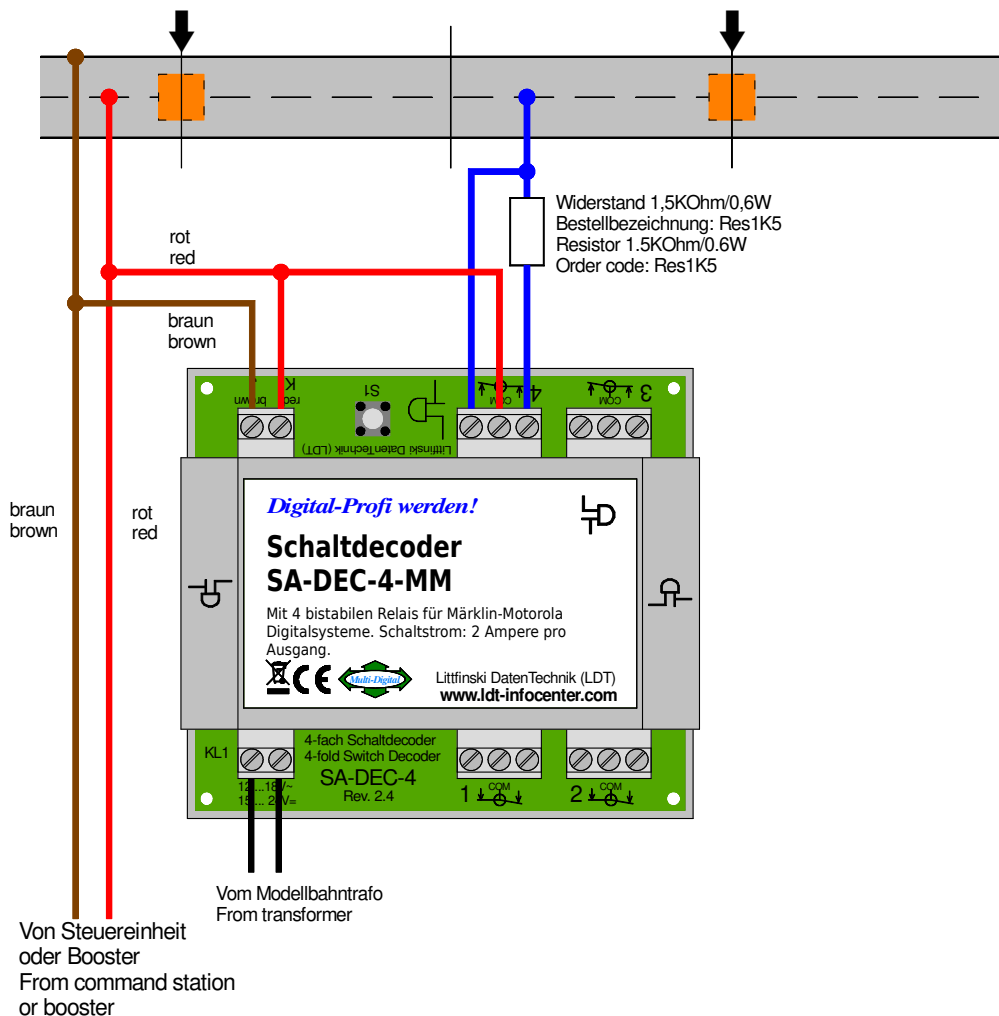 Widerstand 1,5KOhm/0,6W
Bestellbezeichnung: Res1K5
Resistor 1.5KOhm/0.6W
Order code: Res1K5
rot
red
braun
brown
S1
COM
4
COM
3
Littfinski DatenTechnik (LDT)
braun
brown
rot
red
Digital-Profi werden!
Schaltdecoder
SA-DEC-4-MM
Mit 4 bistabilen Relais für Märklin-Motorola
Digitalsysteme. Schaltstrom: 2 Ampere pro
Ausgang.
CE
Multi-Digital
Littfinski DatenTechnik (LDT)
www.ldt-infocenter.com
KL1
4-fach Schaltdecoder
4-fold Switch Decoder
SA-DEC-4
Rev. 2.4
1
COM
2
COM
Vom Modellbahntrafo
From transformer
Von Steuereinheit
oder Booster
From command station
or booster